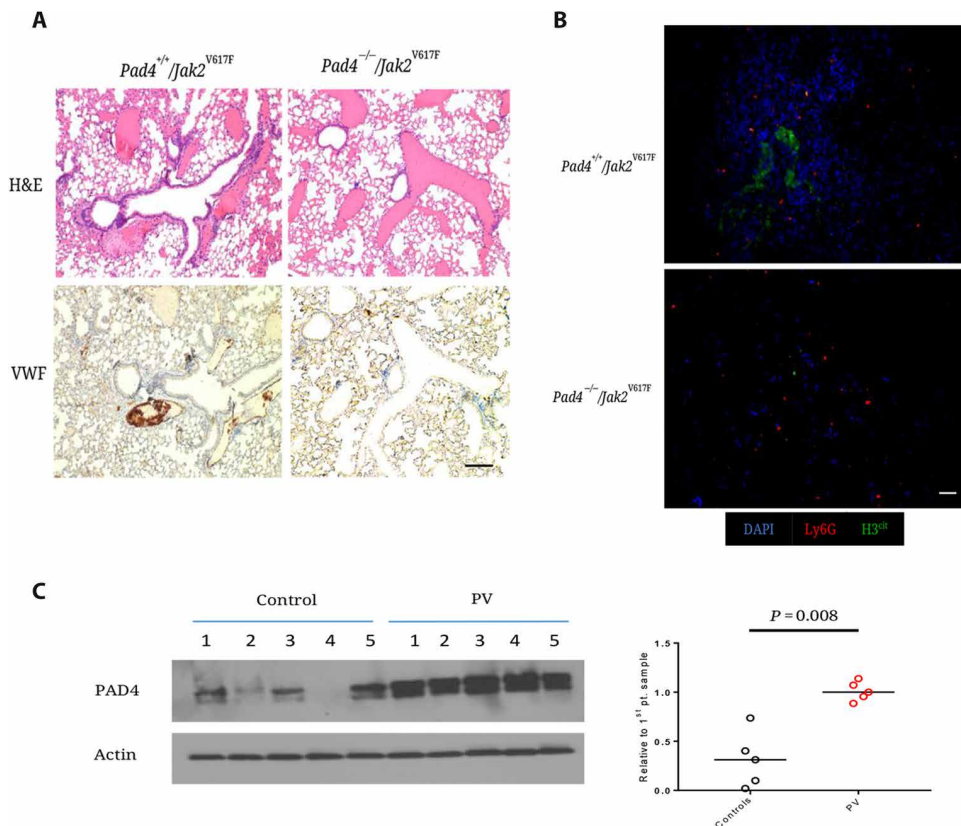 A
Pad4+/+/Jak2V617F
Pad4−/−/Jak2V617F
H&E
VWF
B
Pad4+/+/Jak2V617F
Pad4−/−/Jak2V617F
DAPI Ly6G H3cit
C
Control PV
1 2 3 4 5 1 2 3 4 5
PAD4
Actin
P = 0.008
Relative to 1st pt. sample
1.5
1.0
0.5
0.0
Controls
PV